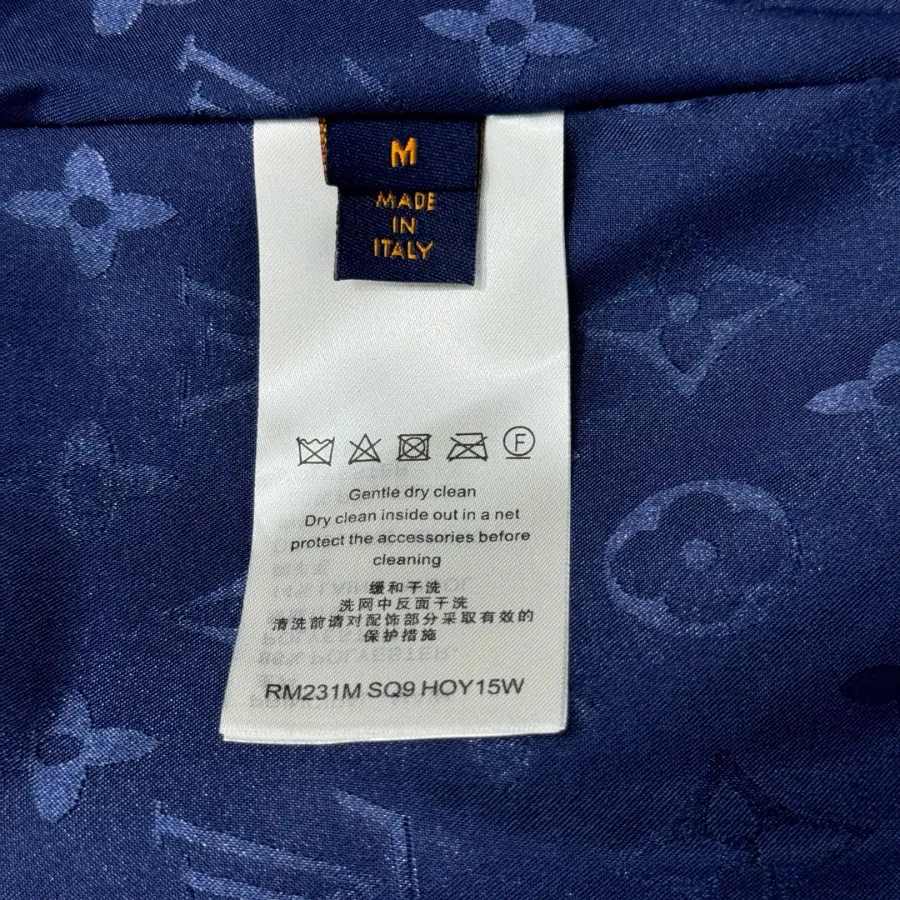 M
MADE
IN
ITALY
F
Gentle dry clean
Dry clean inside out in a net
protect the accessories before
cleaning
缓和干洗
洗网中反面干洗
清洗前请对配饰部分采取有效的
保护措施
RM231M SQ9 HOY15W